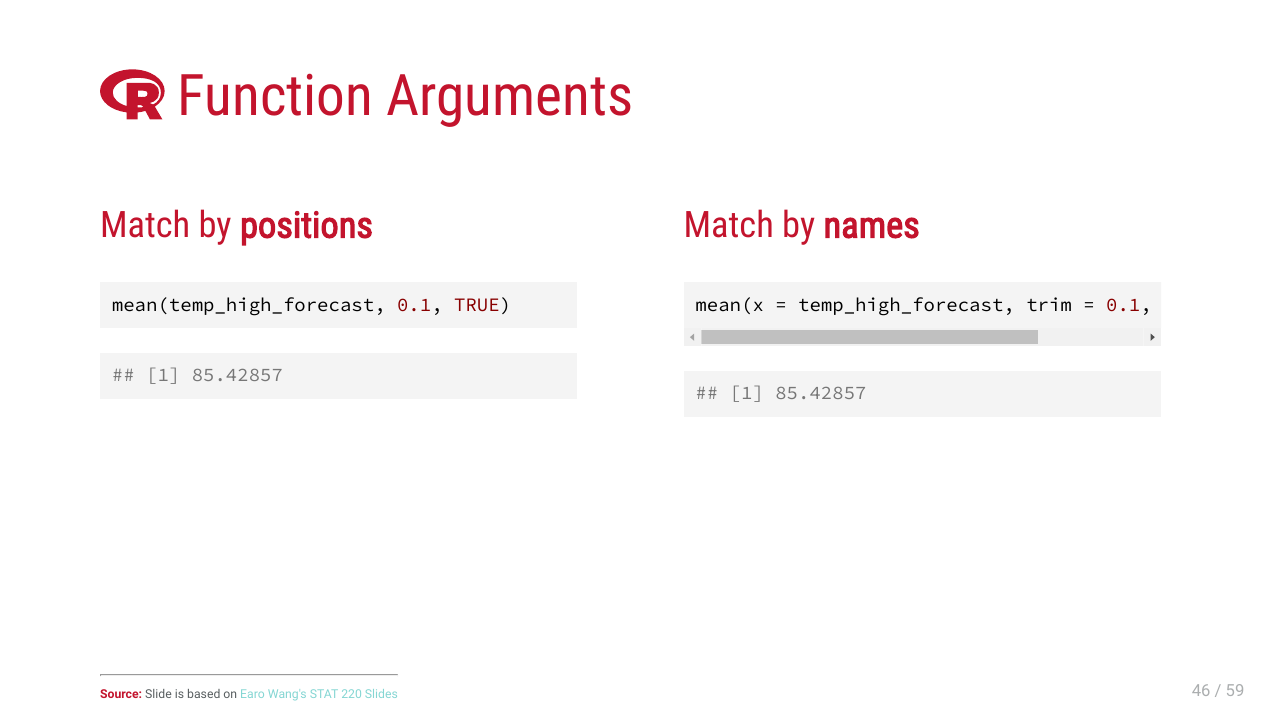 R Function Arguments
Match by positions
mean(temp_high_forecast, 0.1, TRUE)
## [1] 85.42857
Match by names
mean(x = temp_high_forecast, trim = 0.1,
## [1] 85.42857
Source: Slide is based on Earo Wang's STAT 220 Slides
46 / 59